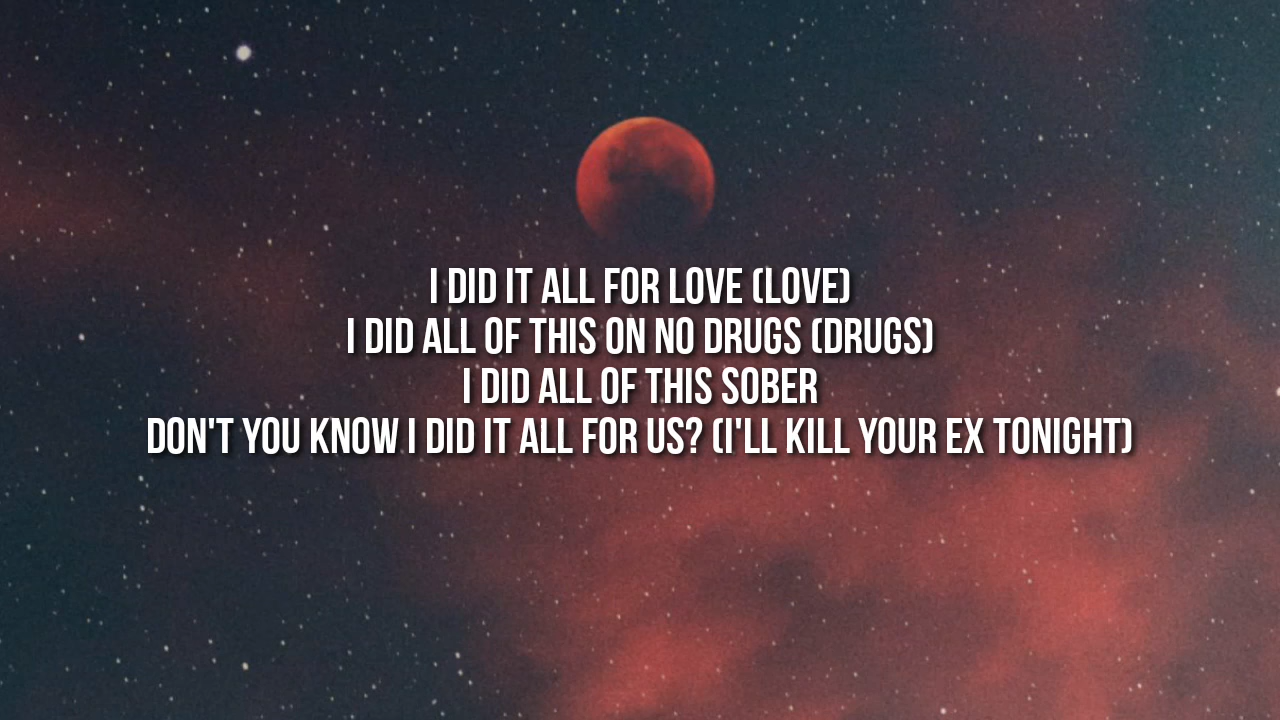 I DID IT ALL FOR LOVE (LOVE)
I DID ALL OF THIS ON NO DRUGS (DRUGS)
I DID ALL OF THIS SOBER
DON'T YOU KNOW I DID IT ALL FOR US? (I'LL KILL YOUR EX TONIGHT)